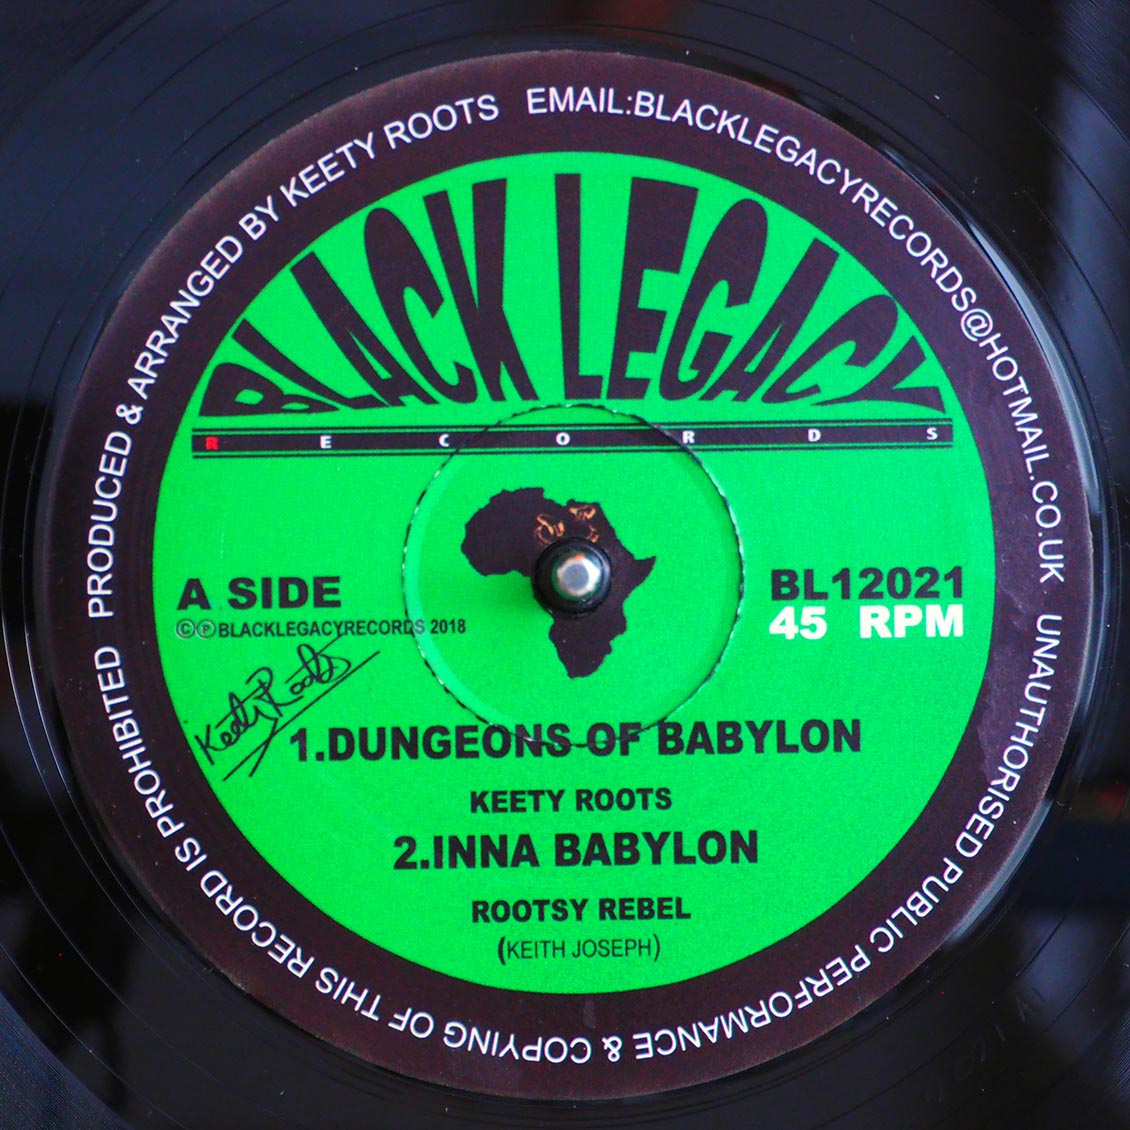 PRODUCED & ARRANGED BY KEETY ROOTS EMAIL:BLACKLEGACYRECORDS@HOTMAIL.CO.UK UNAUTHORISED PUBLIC PERFORMANCE & COPYING OF THIS RECORD IS PROHIBITED
BLACK LEGACY
RECORDS
A SIDE
©℗BLACKLEGACYRECORDS 2018
BL12021
45 RPM
Keety Roots
1.DUNGEONS OF BABYLON
KEETY ROOTS
2.INNA BABYLON
ROOTSY REBEL
(KEITH JOSEPH)